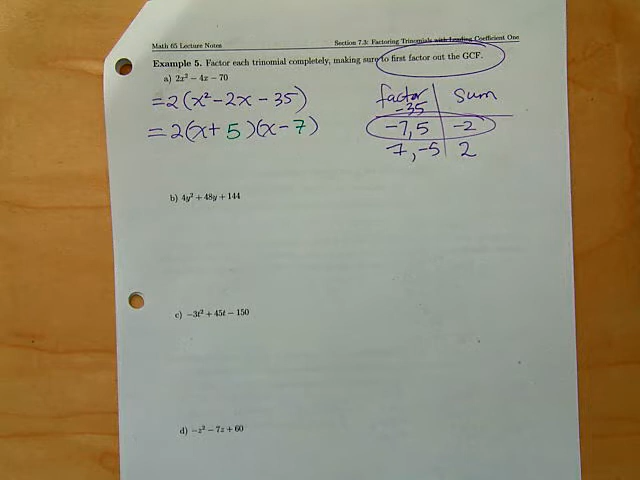 Math 65 Lecture Notes Section 7.3: Factoring Trinomials with Leading Coefficient One
Example 5. Factor each trinomial completely, making sure to first factor out the GCF.
a) 2x² − 4x − 70
=2(x²−2x−35)
=2(x+5)(x−7)
factor −35 | sum
−7,5 | −2
7,−5 | 2
b) 4y² + 48y + 144
c) −3t² + 45t − 150
d) −z² − 7z + 60